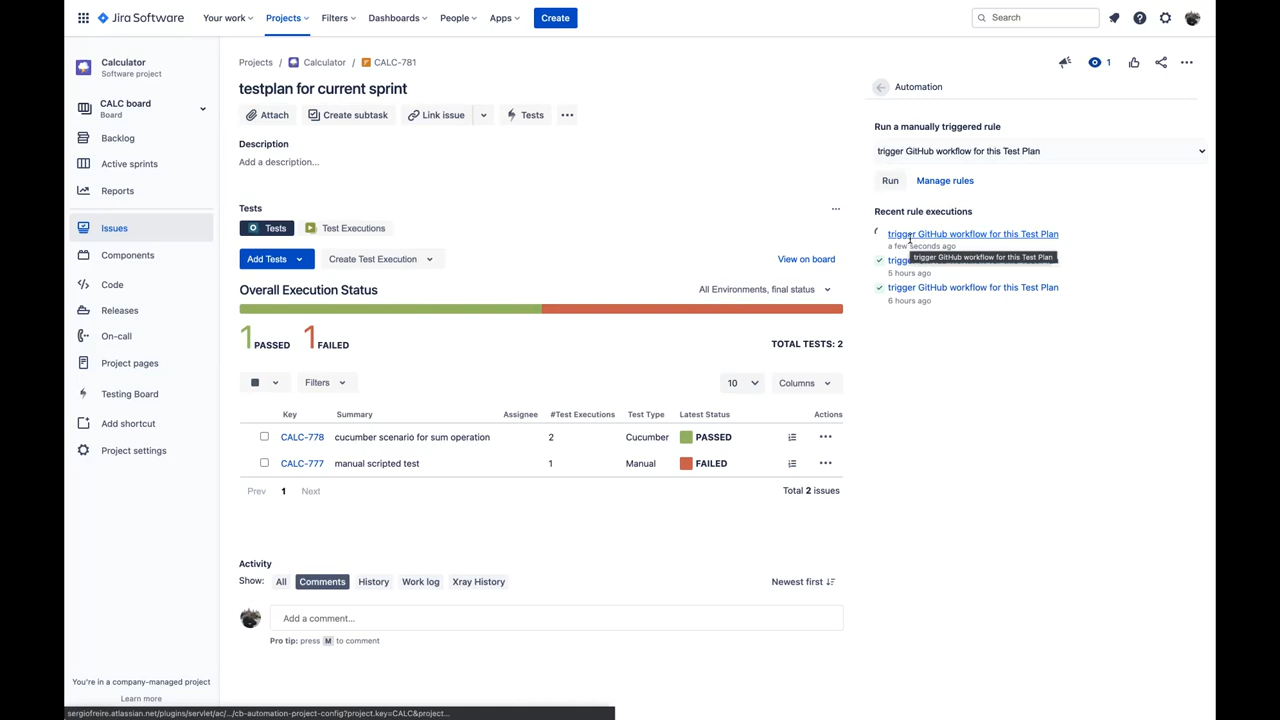 Jira Software
Your work
Projects
Filters
Dashboards
People
Apps
Create
Search
Calculator
Software project
CALC board
Board
Backlog
Active sprints
Reports
Issues
Components
Code
Releases
On-call
Project pages
Testing Board
Add shortcut
Project settings
You're in a company-managed project
Learn more
Projects / Calculator / CALC-781
testplan for current sprint
Attach
Create subtask
Link issue
Tests
Description
Add a description...
Tests
Tests
Test Executions
Add Tests
Create Test Execution
View on board
Overall Execution Status
All Environments, final status
1 PASSED
1 FAILED
TOTAL TESTS: 2
Filters
10
Columns
Key Summary Assignee #Test Executions Test Type Latest Status Actions
CALC-778 cucumber scenario for sum operation 2 Cucumber PASSED
CALC-777 manual scripted test 1 Manual FAILED
Prev 1 Next
Total 2 issues
Activity
Show: All Comments History Work log Xray History
Newest first
Add a comment...
Pro tip: press M to comment
1
Automation
Run a manually triggered rule
trigger GitHub workflow for this Test Plan
Run
Manage rules
Recent rule executions
trigger GitHub workflow for this Test Plan
a few seconds ago
trigger GitHub workflow for this Test Plan
5 hours ago
trigger GitHub workflow for this Test Plan
6 hours ago
sergiofreire.atlassian.net/plugins/servlet/ac/.../cb-automation-project-config?project.key=CALC&project...